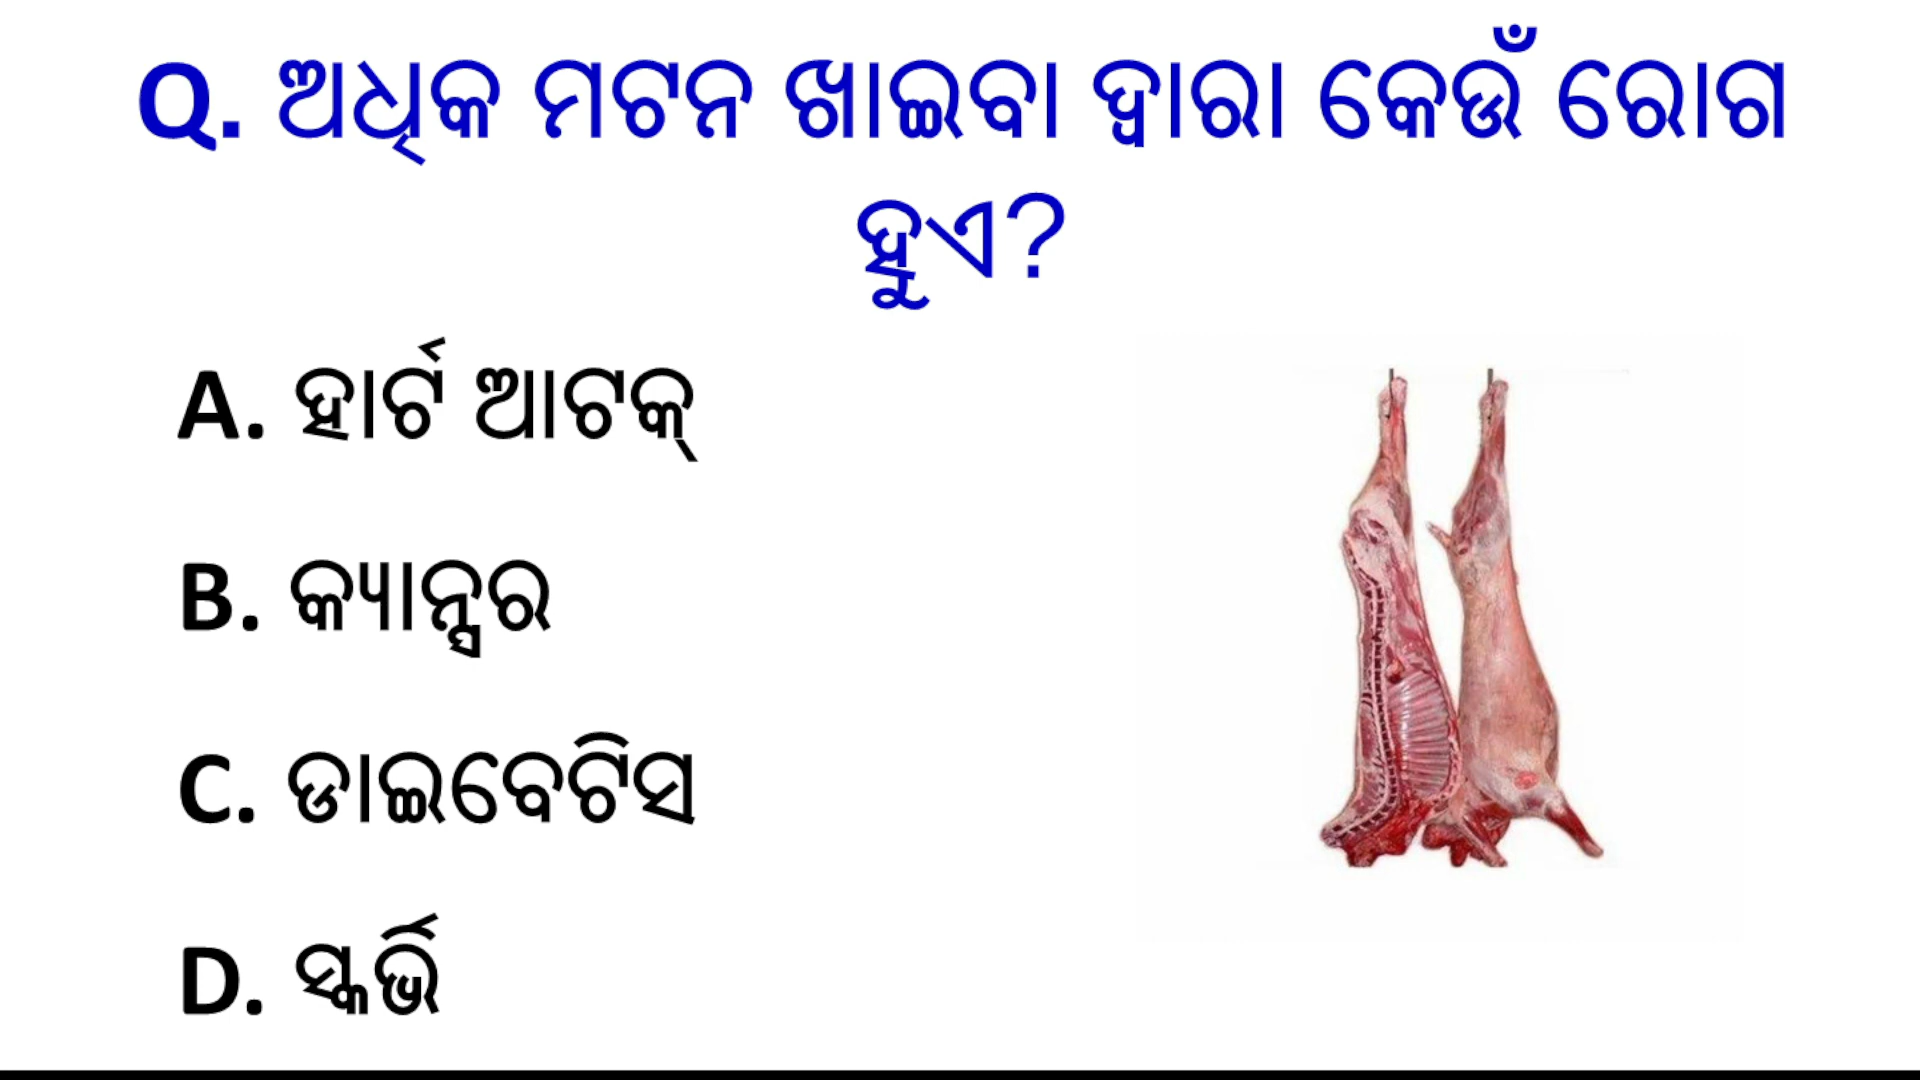 Q. ଅଧିକ ମଟନ ଖାଇବା ଦ୍ୱାରା କେଉଁ ରୋଗ
ହୁଏ?
A. ହାର୍ଟ ଆଟକ୍
B. କ୍ୟାନ୍ସର
C. ଡାଇବେଟିସ
D. ସ୍କର୍ଭି